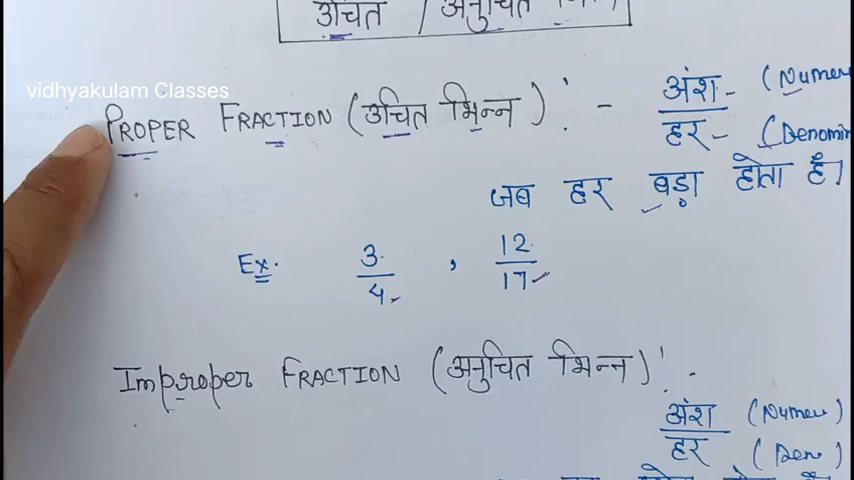 उचित / अनुचित
vidhyakulam Classes
PROPER FRACTION (उचित भिन्न) : -
अंश - (Numer
हर - (Denomin
जब हर बड़ा होता है।
Ex. 3/4 , 12/17
Improper FRACTION (अनुचित भिन्न) : -
अंश (Numer)
हर (Deno)